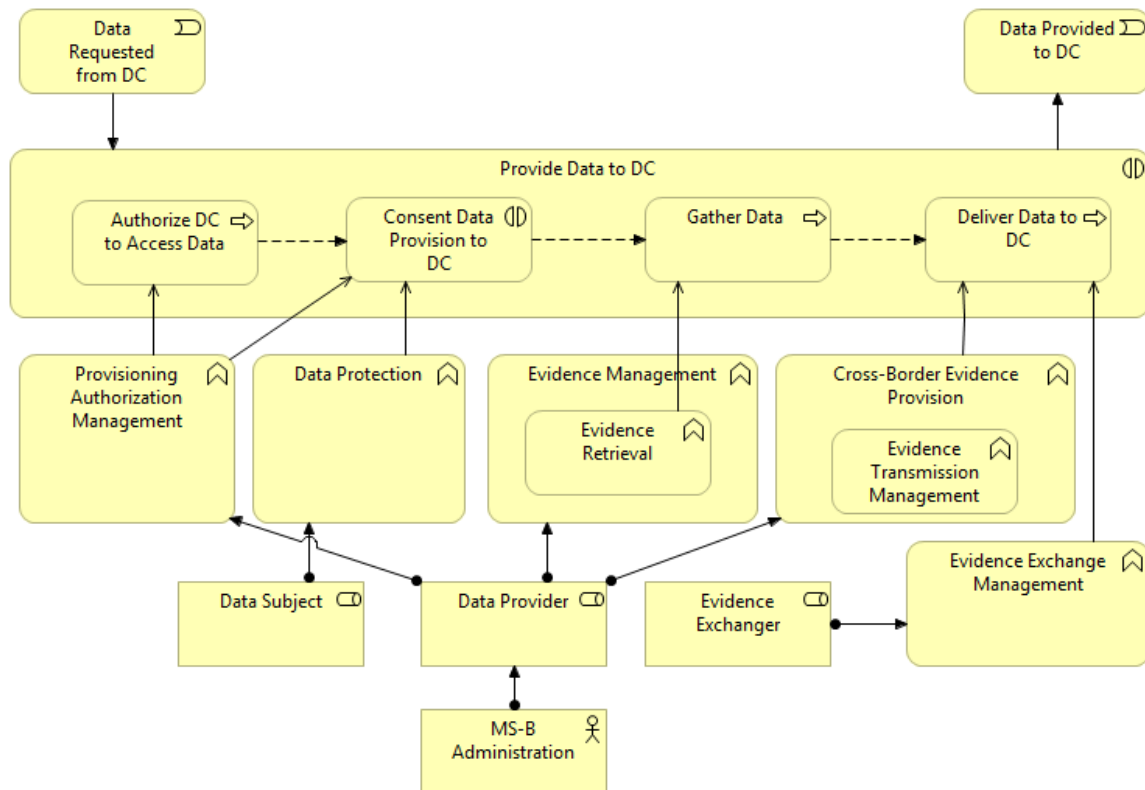 Data
Requested
from DC
Data Provided
to DC
Provide Data to DC
Authorize DC
to Access Data
Consent Data
Provision to
DC
Gather Data
Deliver Data to
DC
Provisioning
Authorization
Management
Data Protection
Evidence Management
Evidence
Retrieval
Cross-Border Evidence
Provision
Evidence
Transmission
Management
Evidence Exchange
Management
Data Subject
Data Provider
Evidence
Exchanger
MS-B
Administration